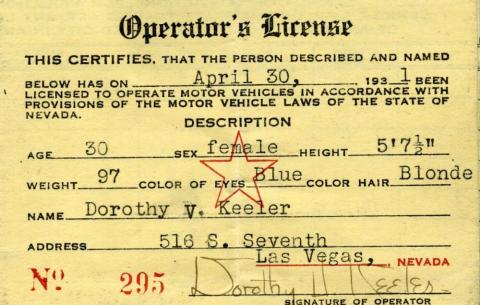 Operator's License
THIS CERTIFIES, THAT THE PERSON DESCRIBED AND NAMED
BELOW HAS ON April 30, 1931 BEEN
LICENSED TO OPERATE MOTOR VEHICLES IN ACCORDANCE WITH
PROVISIONS OF THE MOTOR VEHICLE LAWS OF THE STATE OF
NEVADA.
DESCRIPTION
AGE 30 SEX female HEIGHT 5'7½"
WEIGHT 97 COLOR OF EYES Blue COLOR HAIR Blonde
NAME Dorothy V. Keeler
ADDRESS 516 S. Seventh
Las Vegas, NEVADA
No. 295 Dorothy V. Keeler
SIGNATURE OF OPERATOR